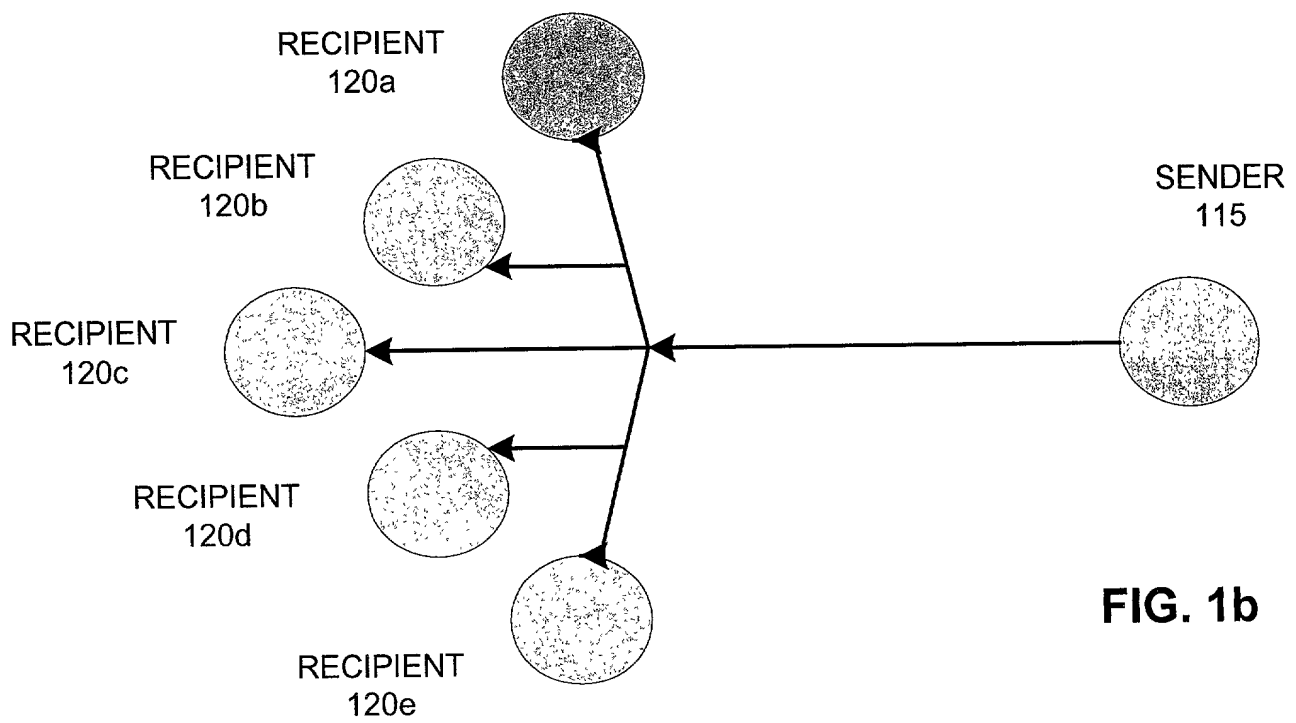 RECIPIENT
120a
RECIPIENT
120b
SENDER
115
RECIPIENT
120c
RECIPIENT
120d
FIG. 1b
RECIPIENT
120e